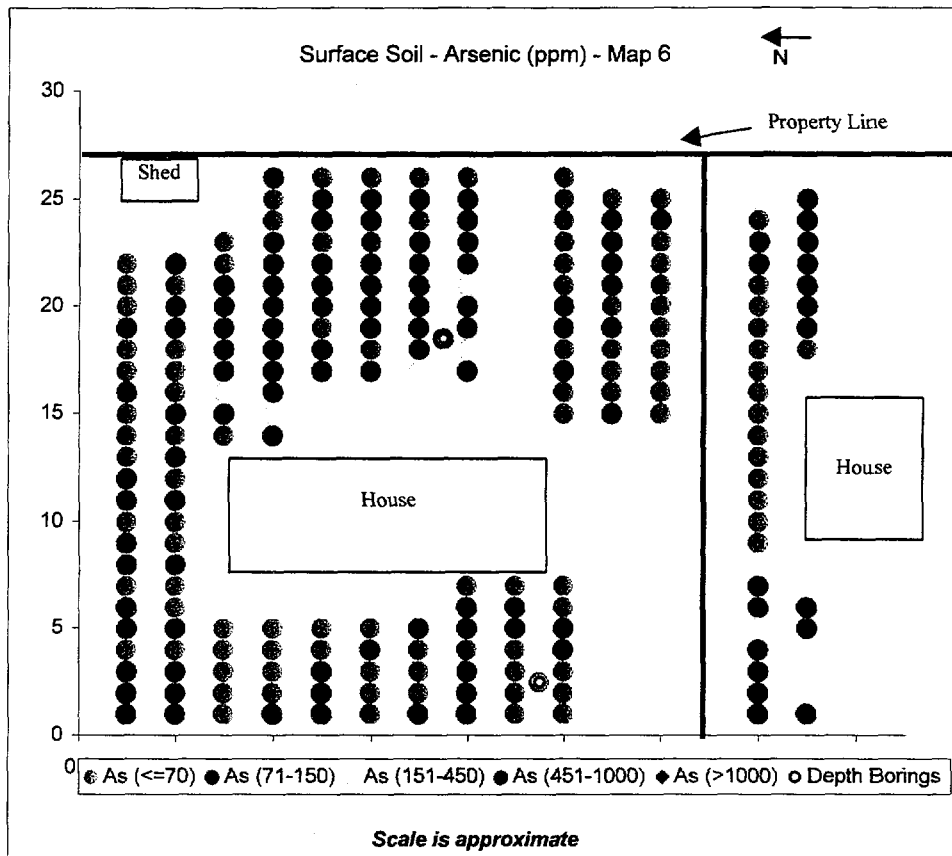 Surface Soil - Arsenic (ppm) - Map 6
N
30
Property Line
Shed
25
20
15
House
House
10
5
0
0
As (<=70) As (71-150) As (151-450) As (451-1000) As (>1000) Depth Borings
Scale is approximate